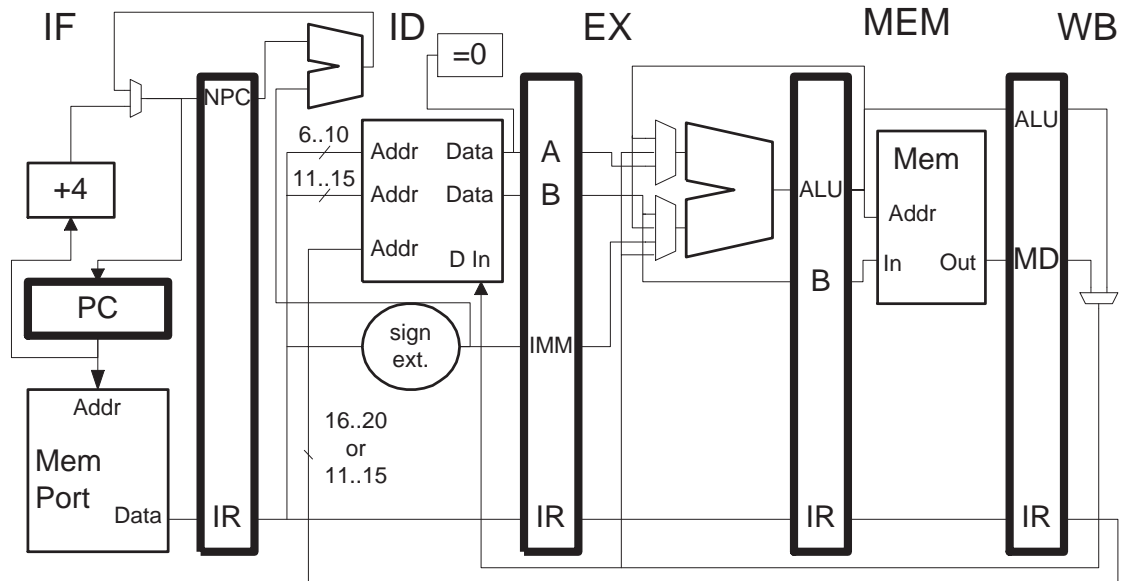 IF
ID
EX
MEM
WB
=0
NPC
+4
PC
Addr
Mem
Port
Data
IR
6..10
11..15
Addr
Data
Addr
Data
Addr
D In
sign
ext.
16..20
or
11..15
A
B
IMM
IR
ALU
B
IR
Mem
Addr
In
Out
ALU
MD
IR